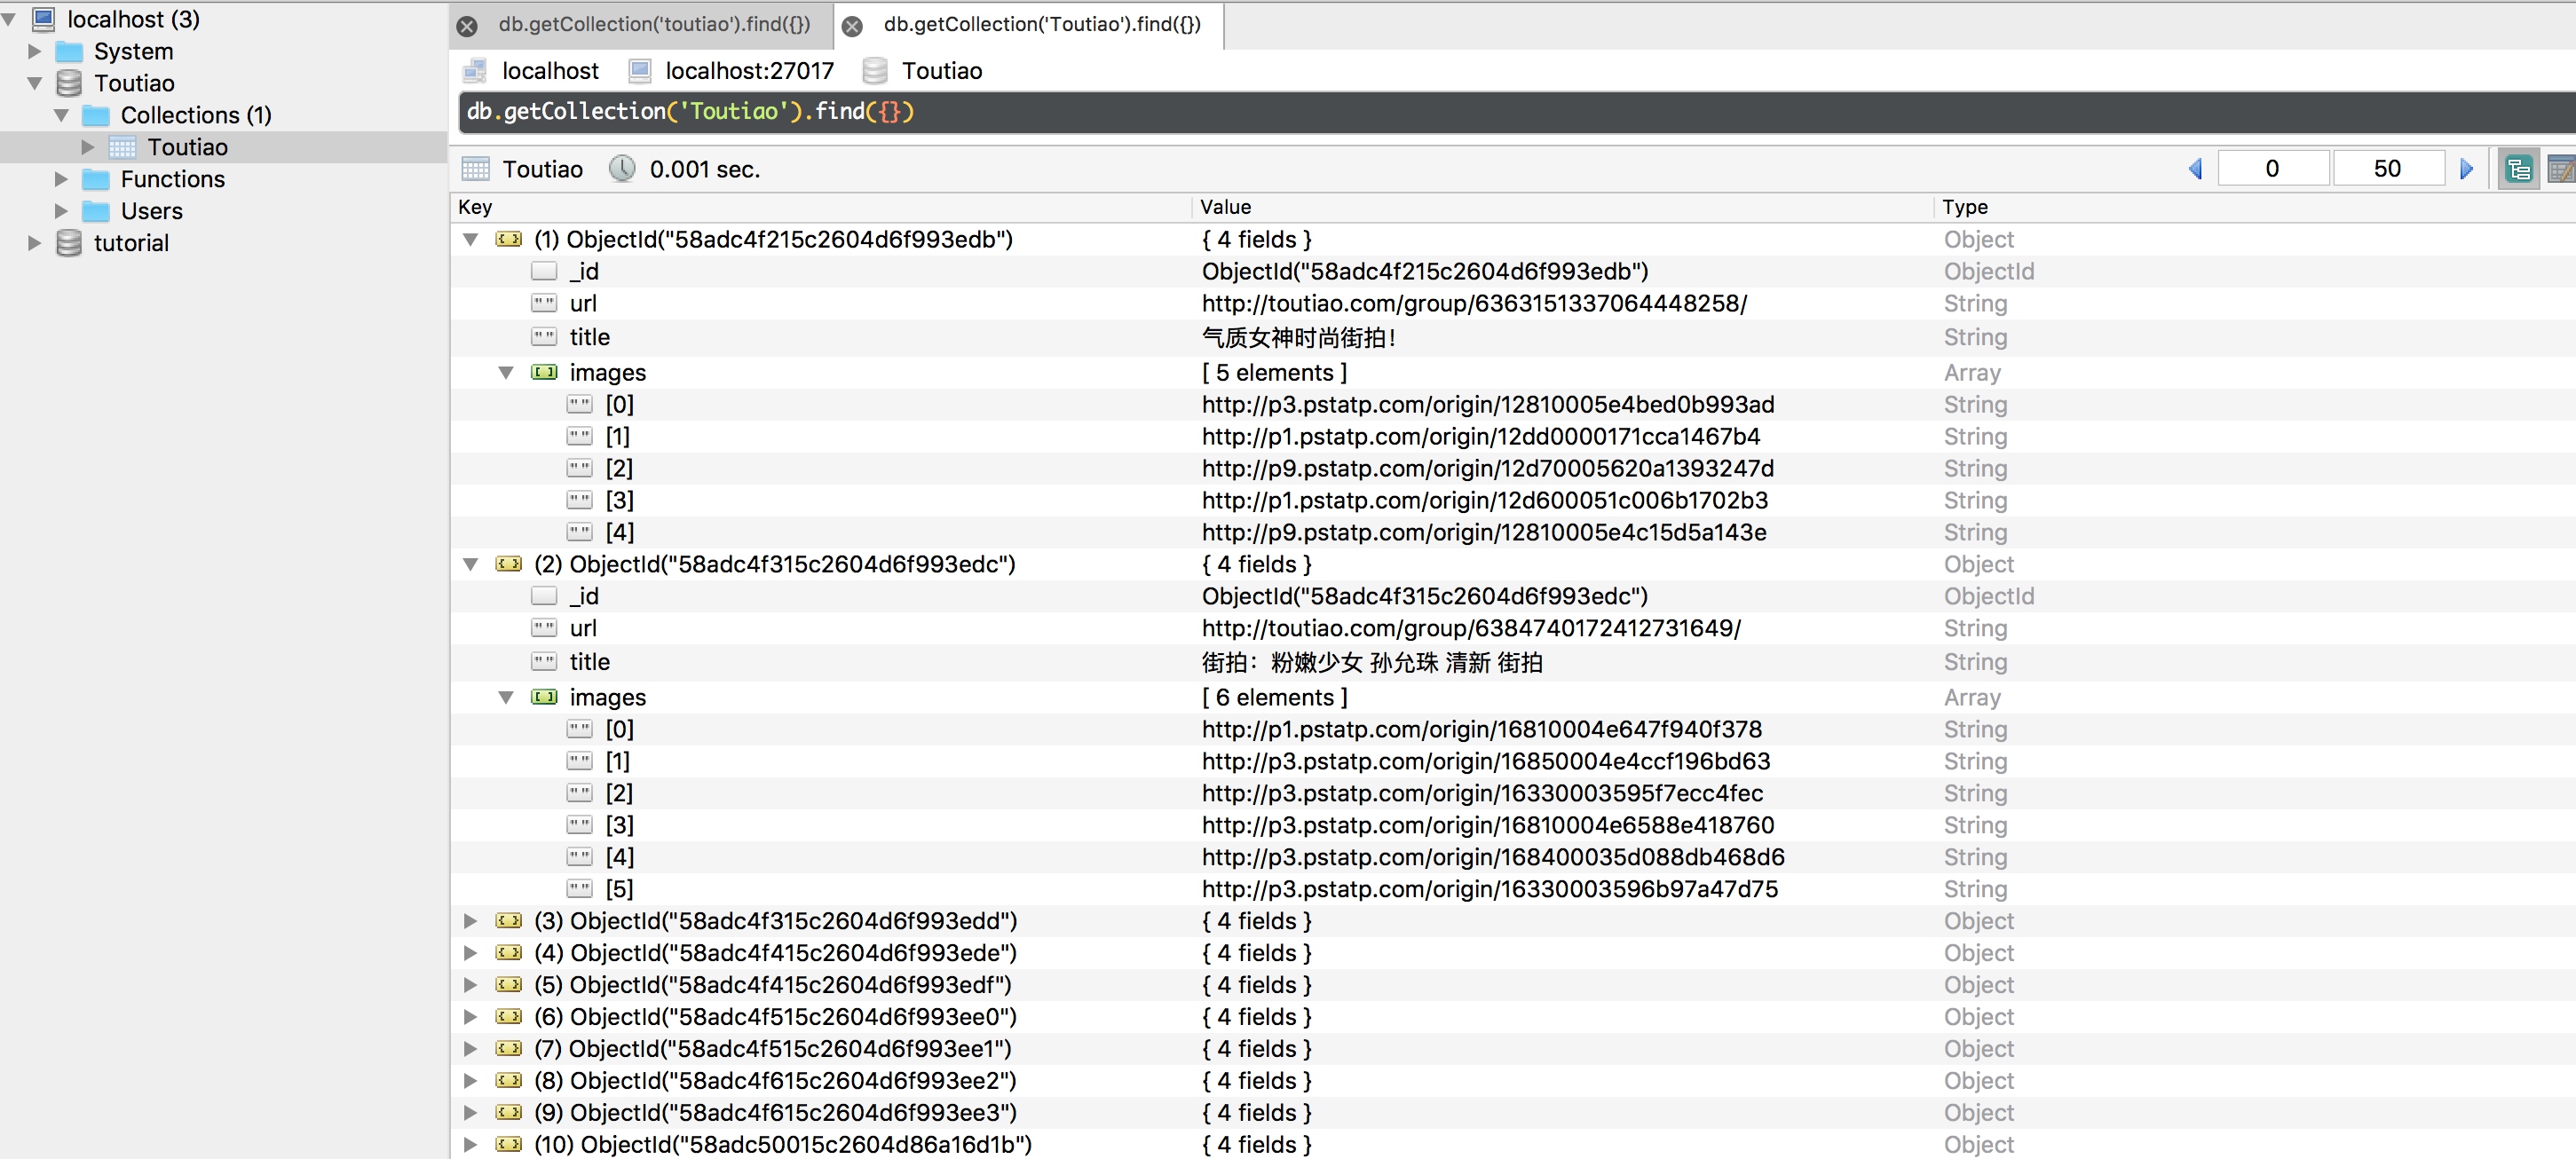 localhost (3)
System
Toutiao
Collections (1)
Toutiao
Functions
Users
tutorial
db.getCollection('toutiao').find({})
db.getCollection('Toutiao').find({})
localhost localhost:27017 Toutiao
db.getCollection('Toutiao').find({})
Toutiao 0.001 sec. 0 50
Key Value Type
(1) ObjectId("58adc4f215c2604d6f993edb") { 4 fields } Object
_id ObjectId("58adc4f215c2604d6f993edb") ObjectId
url http://toutiao.com/group/6363151337064448258/ String
title 气质女神时尚街拍！ String
images [ 5 elements ] Array
[0] http://p3.pstatp.com/origin/12810005e4bed0b993ad String
[1] http://p1.pstatp.com/origin/12dd0000171cca1467b4 String
[2] http://p9.pstatp.com/origin/12d70005620a1393247d String
[3] http://p1.pstatp.com/origin/12d600051c006b1702b3 String
[4] http://p9.pstatp.com/origin/12810005e4c15d5a143e String
(2) ObjectId("58adc4f315c2604d6f993edc") { 4 fields } Object
_id ObjectId("58adc4f315c2604d6f993edc") ObjectId
url http://toutiao.com/group/6384740172412731649/ String
title 街拍：粉嫩少女 孙允珠 清新 街拍 String
images [ 6 elements ] Array
[0] http://p1.pstatp.com/origin/16810004e647f940f378 String
[1] http://p3.pstatp.com/origin/16850004e4ccf196bd63 String
[2] http://p3.pstatp.com/origin/16330003595f7ecc4fec String
[3] http://p3.pstatp.com/origin/16810004e6588e418760 String
[4] http://p3.pstatp.com/origin/168400035d088db468d6 String
[5] http://p3.pstatp.com/origin/16330003596b97a47d75 String
(3) ObjectId("58adc4f315c2604d6f993edd") { 4 fields } Object
(4) ObjectId("58adc4f415c2604d6f993ede") { 4 fields } Object
(5) ObjectId("58adc4f415c2604d6f993edf") { 4 fields } Object
(6) ObjectId("58adc4f515c2604d6f993ee0") { 4 fields } Object
(7) ObjectId("58adc4f515c2604d6f993ee1") { 4 fields } Object
(8) ObjectId("58adc4f615c2604d6f993ee2") { 4 fields } Object
(9) ObjectId("58adc4f615c2604d6f993ee3") { 4 fields } Object
(10) ObjectId("58adc50015c2604d86a16d1b") { 4 fields } Object